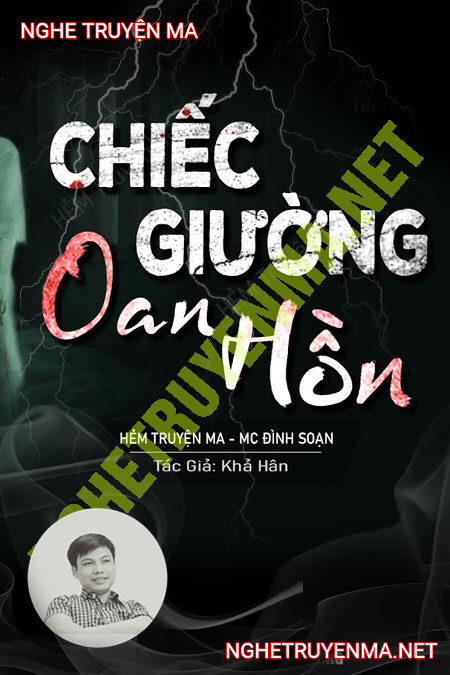 NGHE TRUYỆN MA
CHIẾC
GIƯỜNG
Oan Hồn
HẺM TRUYỆN MA - MC ĐÌNH SOẠN
Tác Giả: Khả Hân
NGHETRUYENMA.NET
NGHETRUYENMA.NET